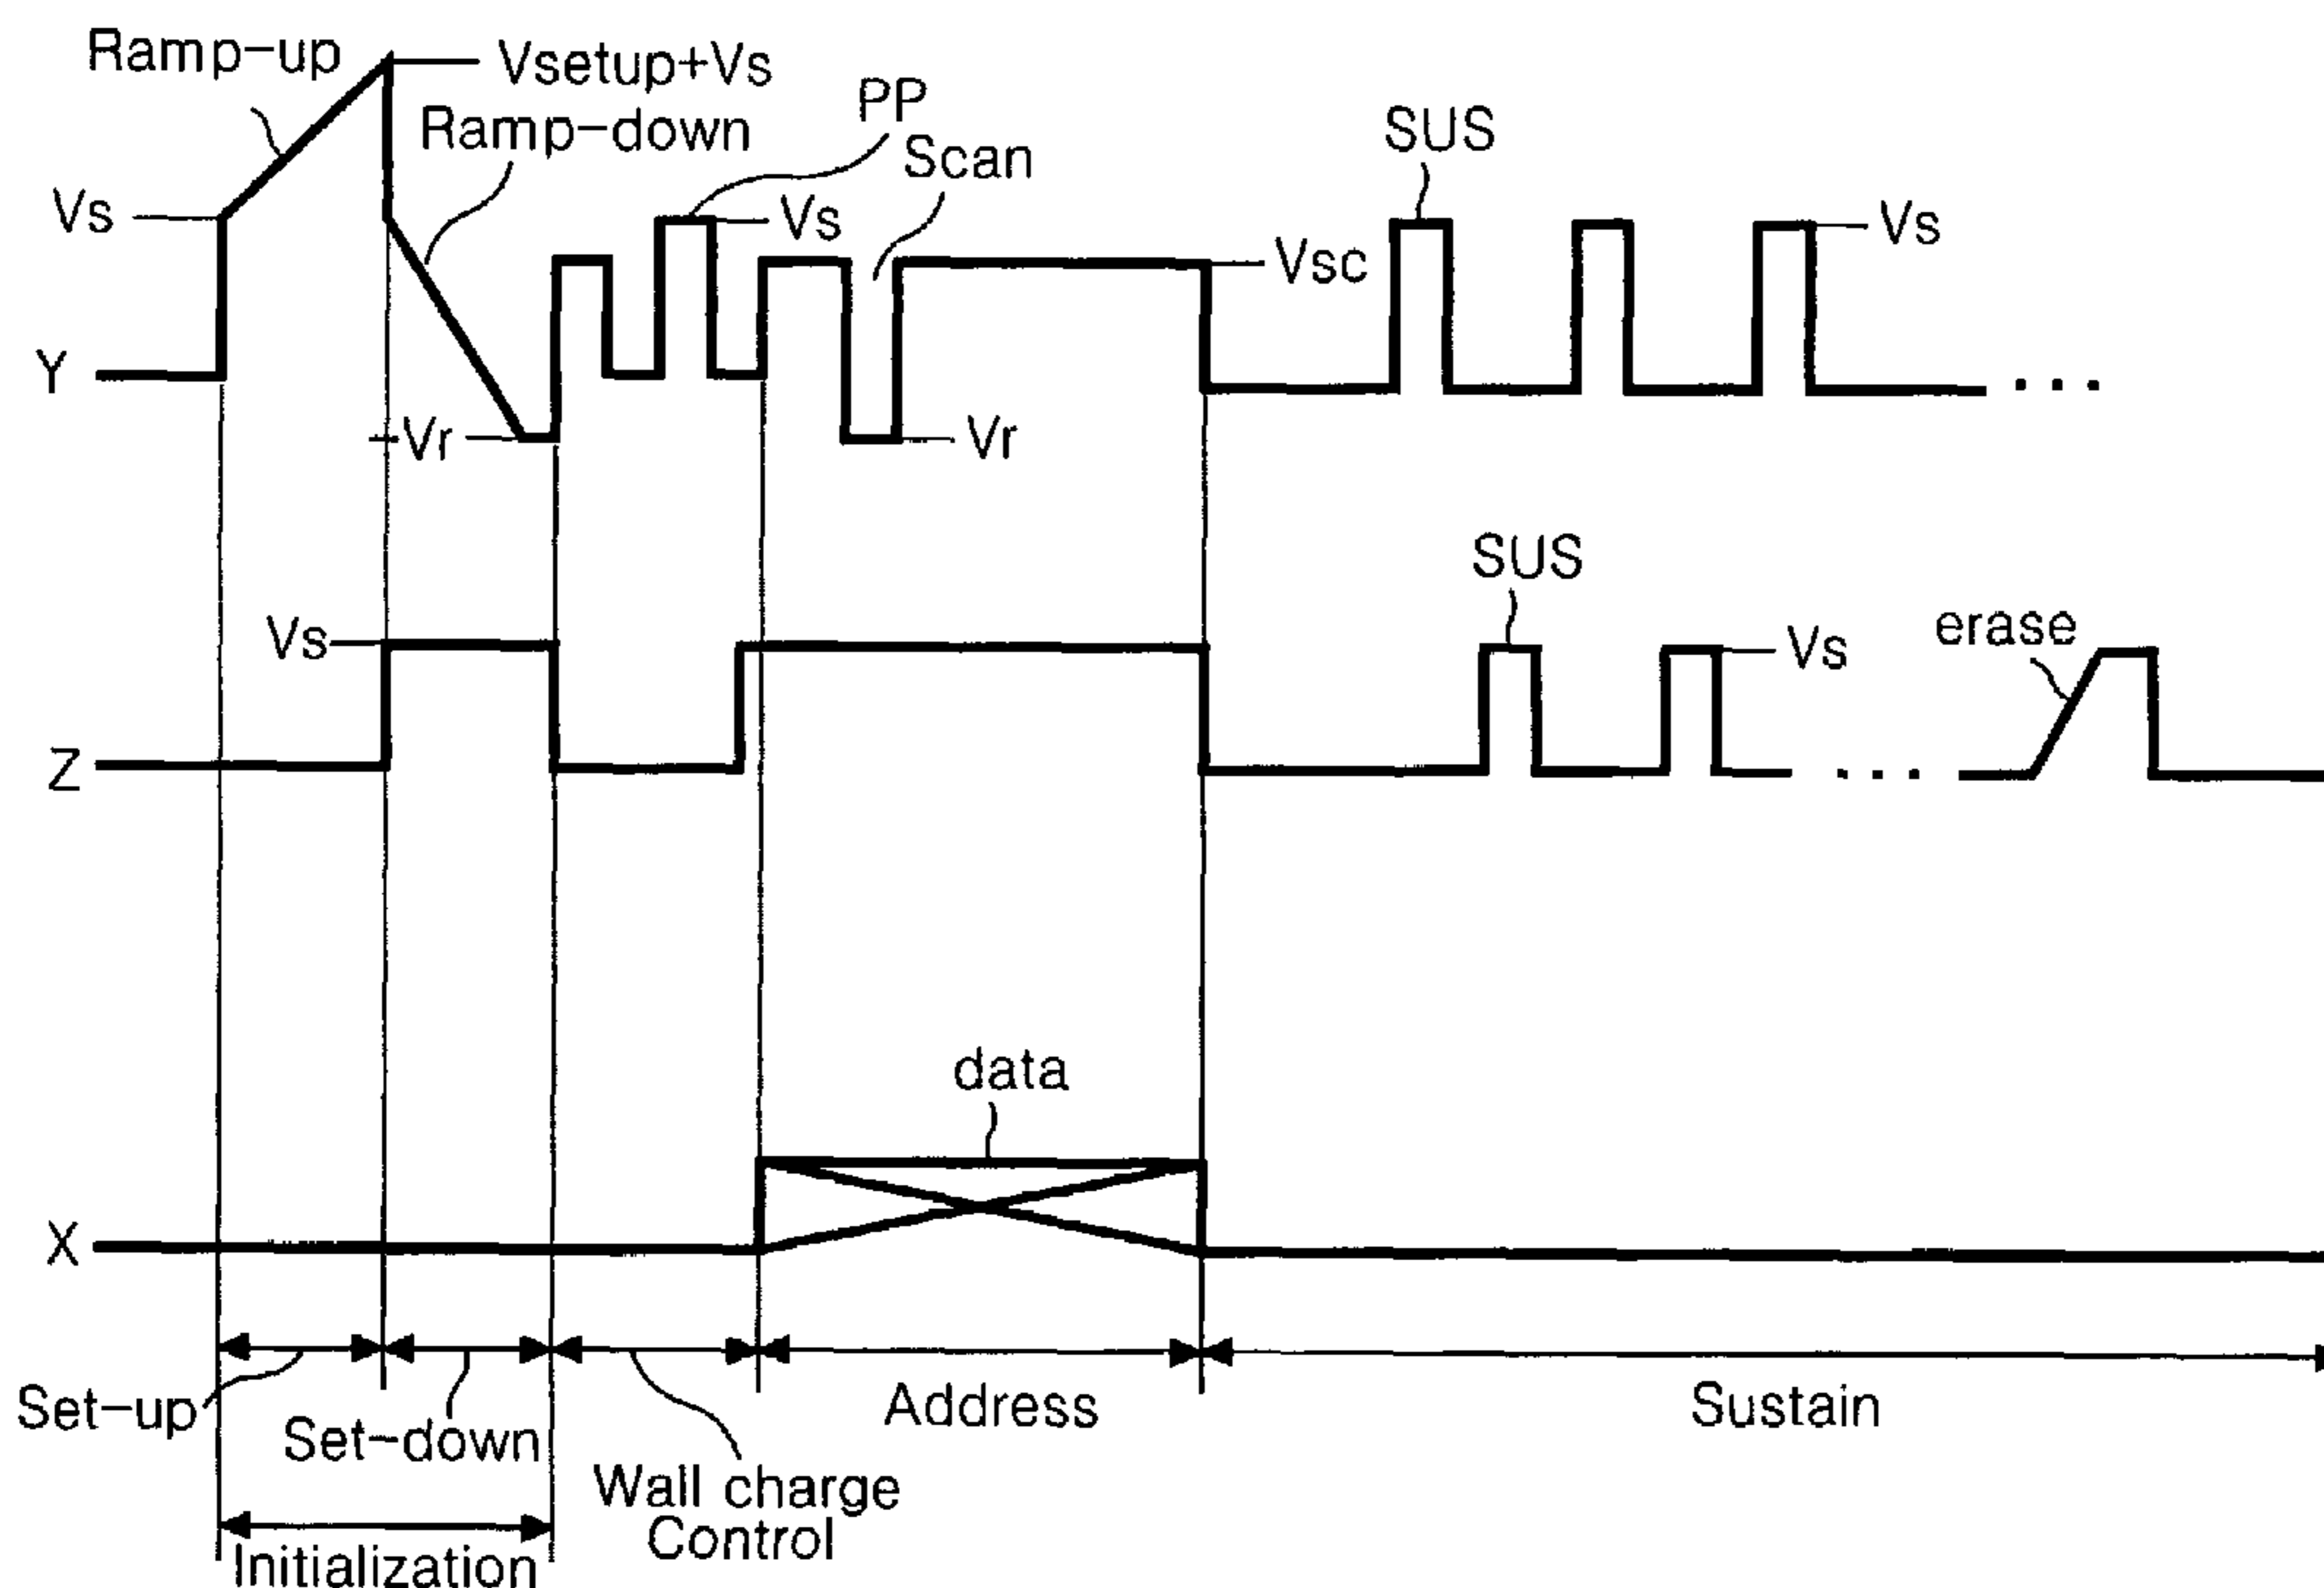 Ramp-up
Vsetup+Vs
Ramp-down
PP
Scan
SUS
Vs
Vs
Vsc
Vs
Y
-Vr
Vr
...
SUS
Vs
Vs
erase
Z
...
data
X
Set-up
Set-down
Wall charge
Control
Address
Sustain
Initialization